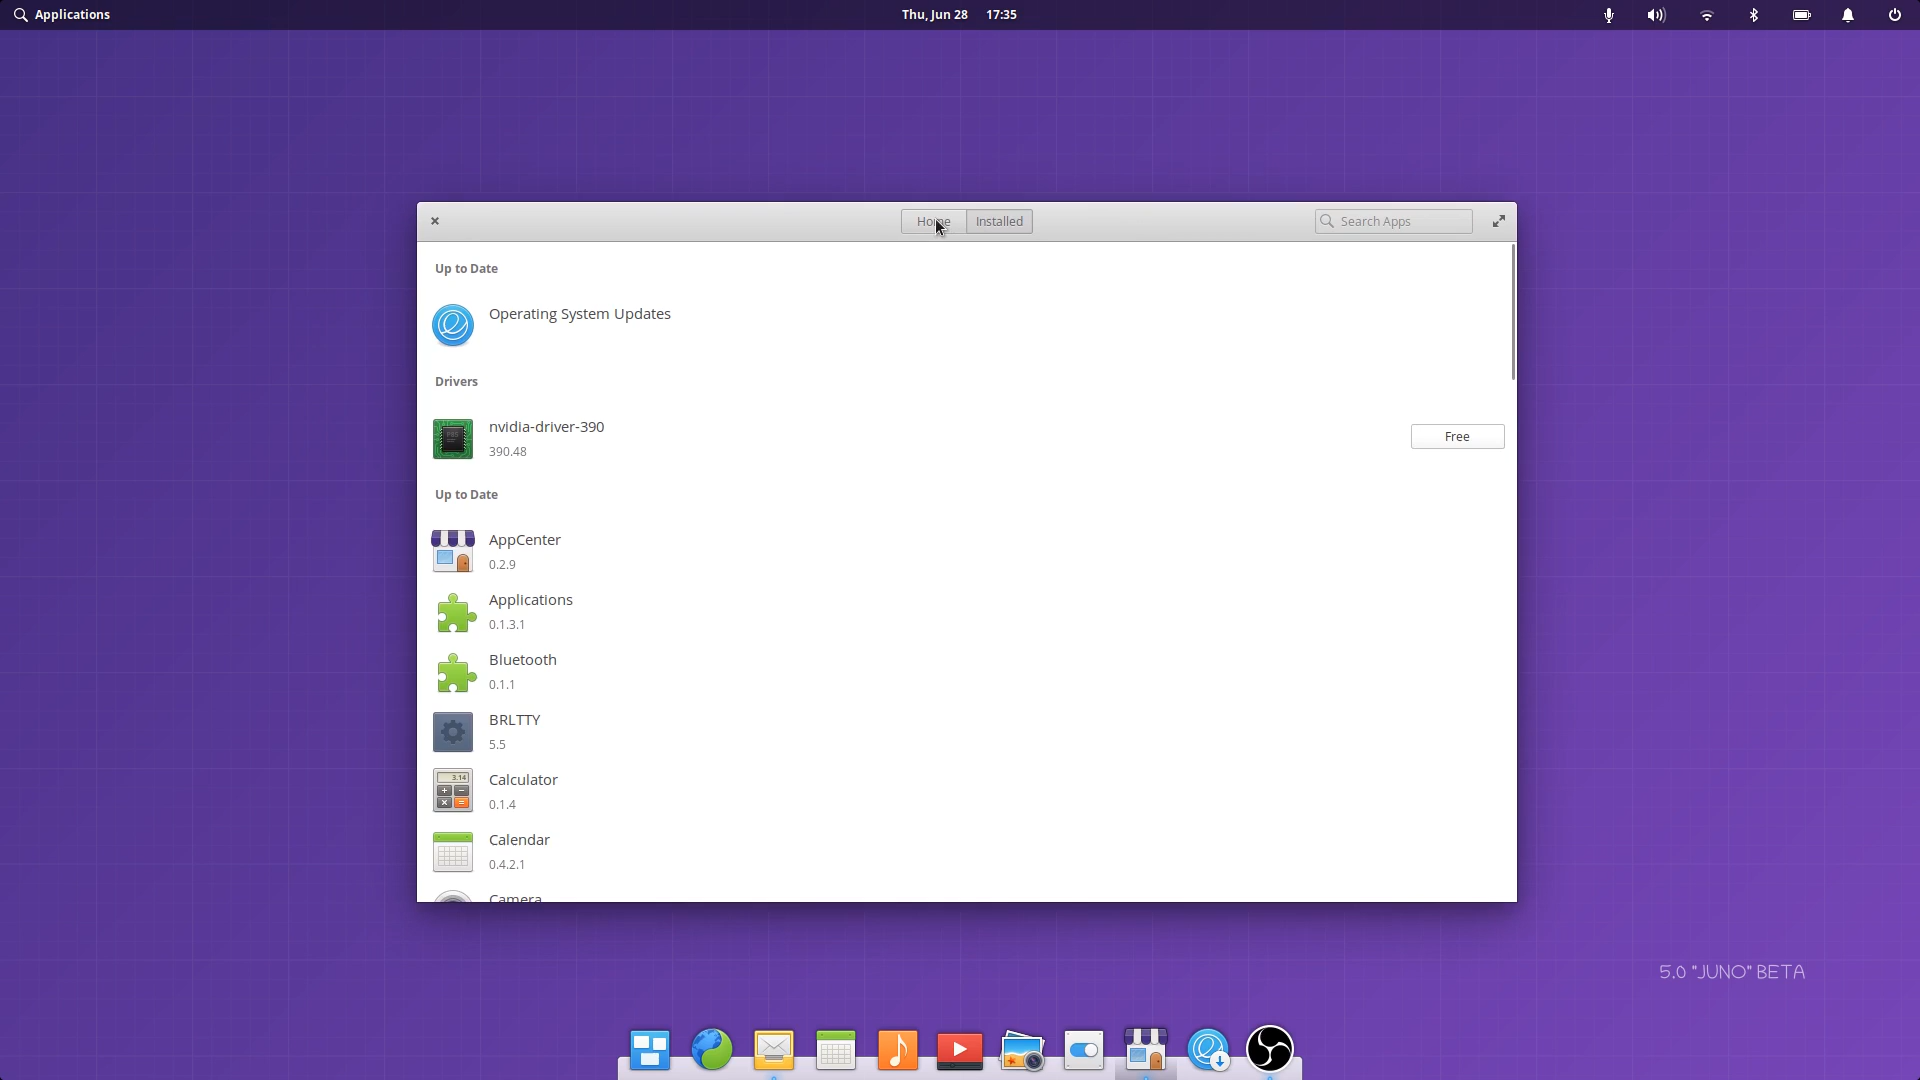 Applications
Thu, Jun 28 17:35
Home
Installed
Search Apps
Up to Date
Operating System Updates
Drivers
nvidia-driver-390
390.48
Free
Up to Date
AppCenter
0.2.9
Applications
0.1.3.1
Bluetooth
0.1.1
BRLTTY
5.5
Calculator
3.14
0.1.4
Calendar
0.4.2.1
Camera
5.0 "JUNO" BETA